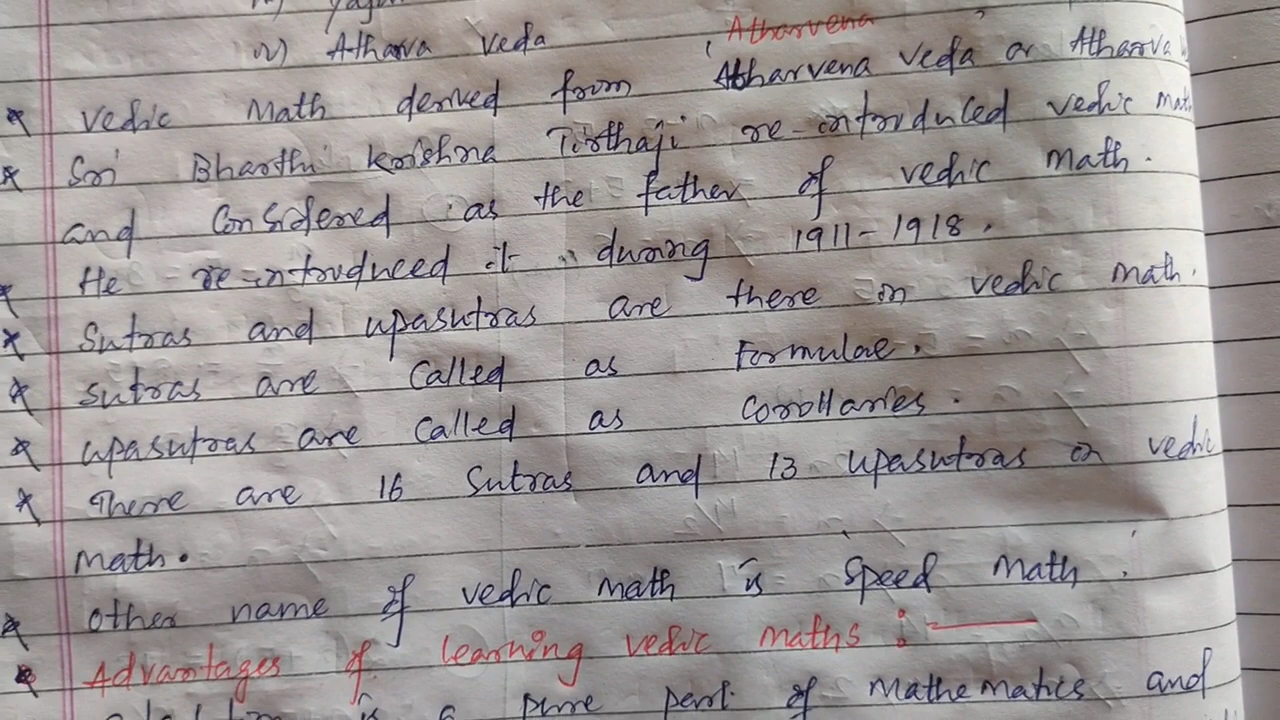 iv) Atharva Veda
Atharvena
* Vedic Math derived from Atharvena Veda or Atharva
* Sri Bharthi krishna Tirthaji re-introduced vedic math
and Considered as the father of vedic math.
* He re-introduced it during 1911-1918.
* Sutras and upasutras are there in vedic math.
* sutras are called as Formulae.
* upasutras are called as corollaries.
* There are 16 Sutras and 13 upasutras in vedic
math.
* other name of vedic math is speed math.
* Advantages of learning vedic maths :-
is a pure part of mathematics and